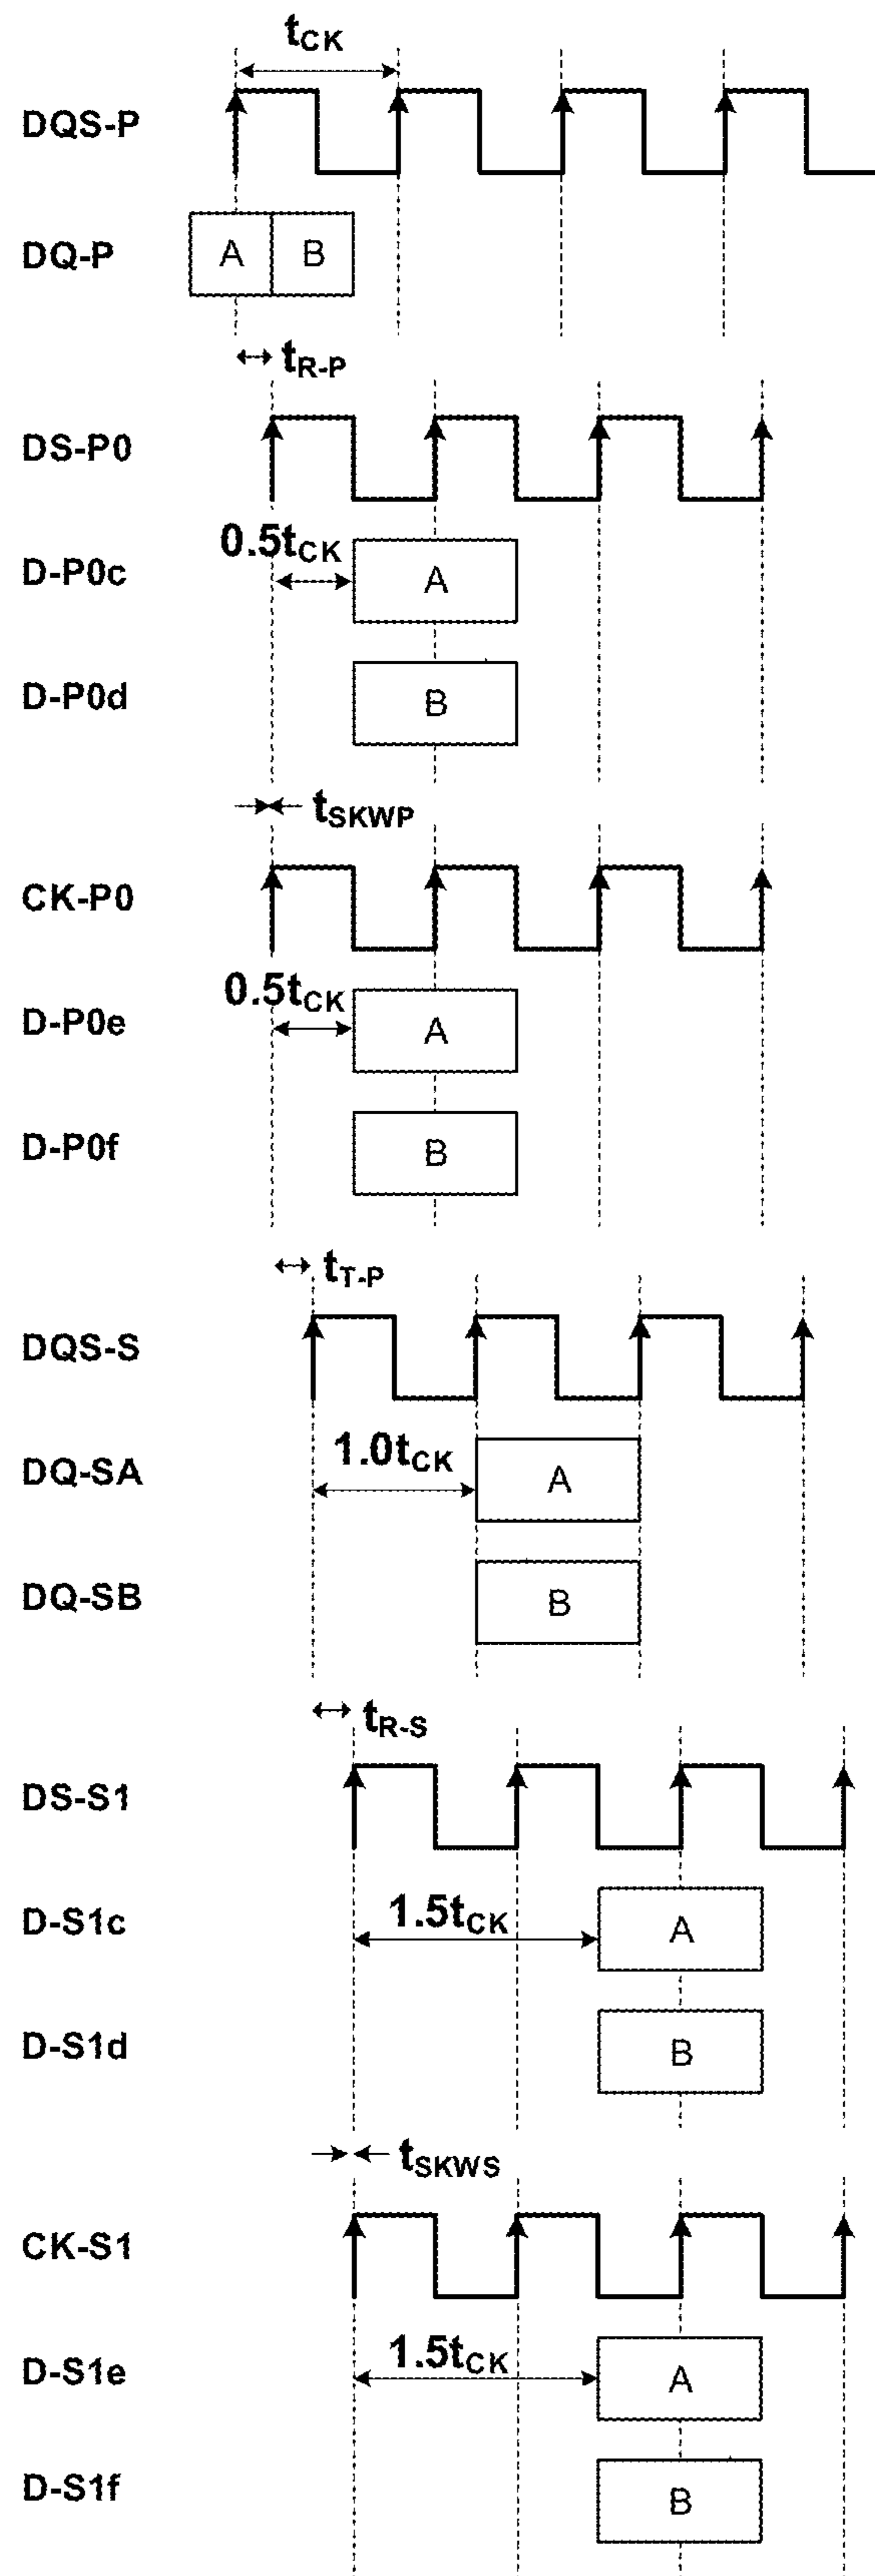 tCK
DQS-P
DQ-P A B
tR-P
DS-P0
0.5tCK
D-P0c A
D-P0d B
tSKWP
CK-P0
0.5tCK
D-P0e A
D-P0f B
tT-P
DQS-S
1.0tCK
DQ-SA A
DQ-SB B
tR-S
DS-S1
1.5tCK
D-S1c A
D-S1d B
tSKWS
CK-S1
1.5tCK
D-S1e A
D-S1f B